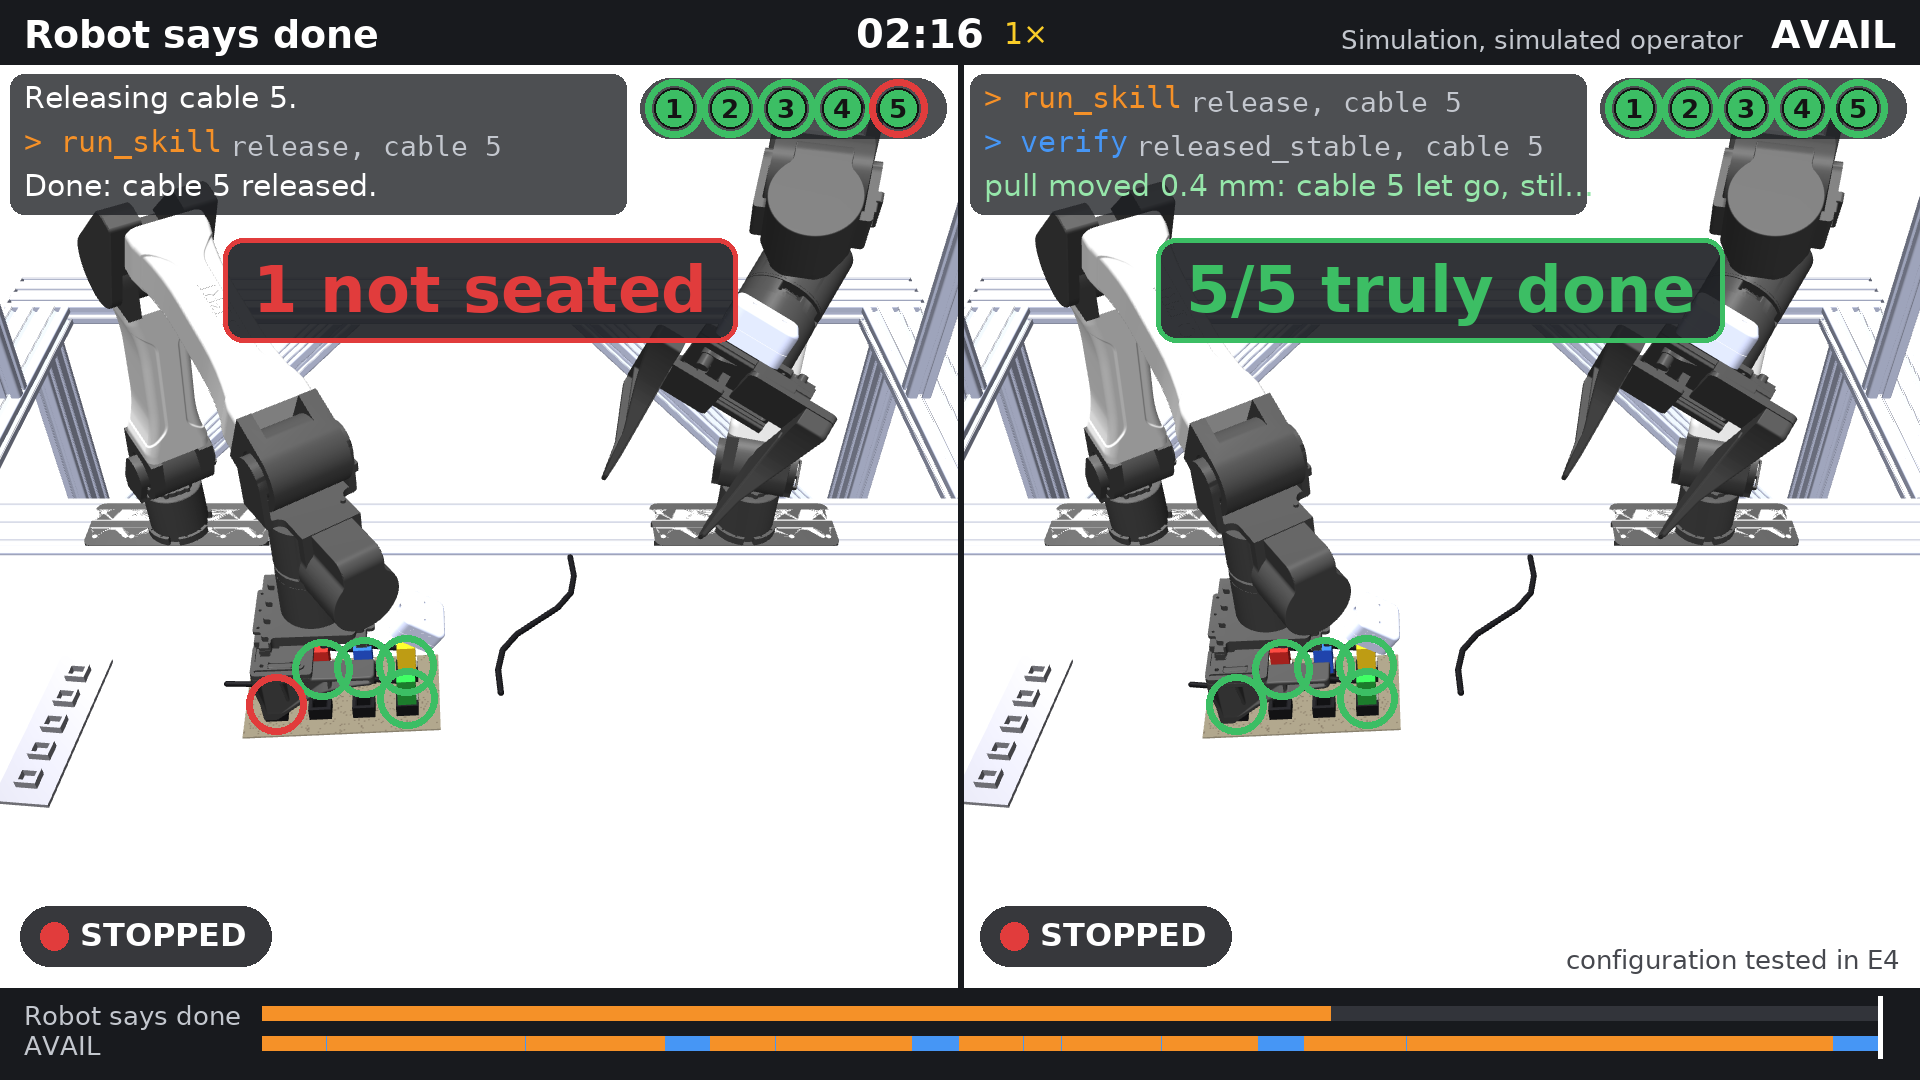 Robot says done
02:16 1×
Simulation, simulated operator AVAIL
Releasing cable 5.
> run_skill release, cable 5
Done: cable 5 released.
1 2 3 4 5
1 not seated
STOPPED
> run_skill release, cable 5
> verify released_stable, cable 5
pull moved 0.4 mm: cable 5 let go, stil...
1 2 3 4 5
5/5 truly done
STOPPED
configuration tested in E4
Robot says done
AVAIL